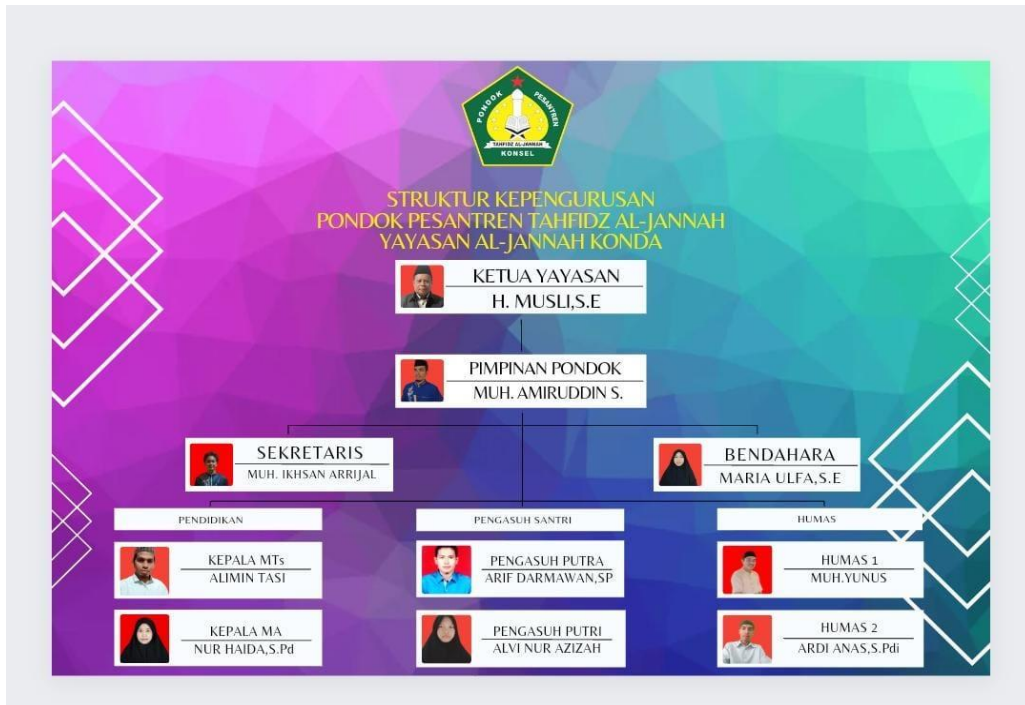 PONDOK PESANTREN
TAHFIDZ AL-JANNAH
KONSEL
STRUKTUR KEPENGURUSAN
PONDOK PESANTREN TAHFIDZ AL-JANNAH
YAYASAN AL-JANNAH KONDA
KETUA YAYASAN
H. MUSLI,S.E
PIMPINAN PONDOK
MUH. AMIRUDDIN S.
SEKRETARIS
MUH. IKHSAN ARRIJAL
BENDAHARA
MARIA ULFA,S.E
PENDIDIKAN
PENGASUH SANTRI
HUMAS
KEPALA MTs
ALIMIN TASI
PENGASUH PUTRA
ARIF DARMAWAN,SP
HUMAS 1
MUH.YUNUS
KEPALA MA
NUR HAIDA,S.Pd
PENGASUH PUTRI
ALVI NUR AZIZAH
HUMAS 2
ARDI ANAS,S.Pdi